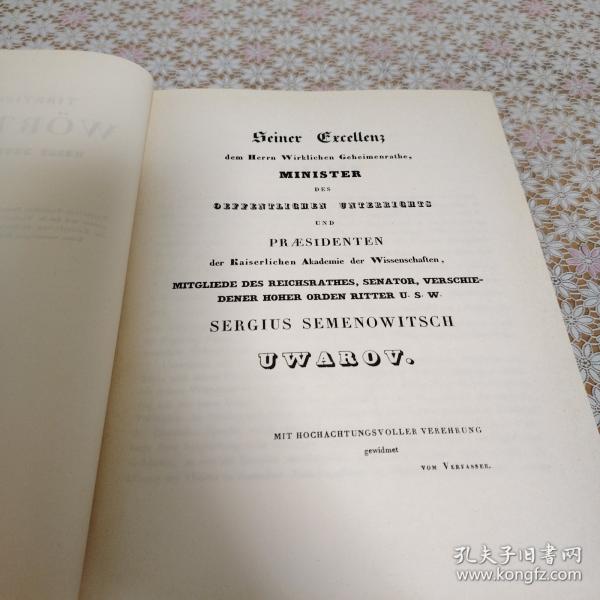 Seiner Excellenz
dem Herrn Wirklichen Geheimenrathe,
MINISTER
DES
OEFFENTLICHEN UNTERRICHTS
UND
PRÆSIDENTEN
der Kaiserlichen Akademie der Wissenschaften,
MITGLIEDE DES REICHSRATHES, SENATOR, VERSCHIE-
DENER HOHER ORDEN RITTER U. S. W.
SERGIUS SEMENOWITSCH
UWAROV.
MIT HOCHACHTUNGSVOLLER VEREHRUNG
gewidmet
VOM VERFASSER.
孔夫子旧书网
www.kongfz.com